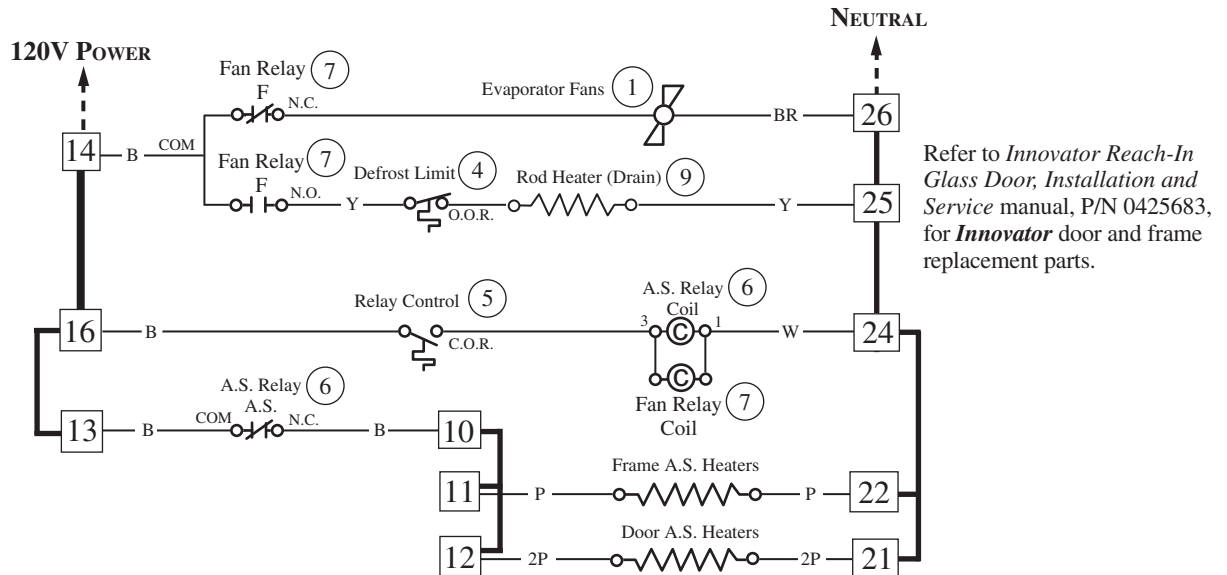 NEUTRAL
120V POWER
Fan Relay 7
F
N.C.
Evaporator Fans 1
BR
26
14
B
COM
Fan Relay 7
F
N.O.
Y
Defrost Limit 4
O.O.R.
Rod Heater (Drain) 9
Y
25
Refer to Innovator Reach-In
Glass Door, Installation and
Service manual, P/N 0425683,
for Innovator door and frame
replacement parts.
16
B
Relay Control 5
C.O.R.
A.S. Relay 6
Coil
3
C
1
W
24
C
Fan Relay 7
Coil
A.S. Relay 6
A.S.
13
B
COM
N.C.
B
10
Frame A.S. Heaters
11
P
P
22
Door A.S. Heaters
12
2P
2P
21